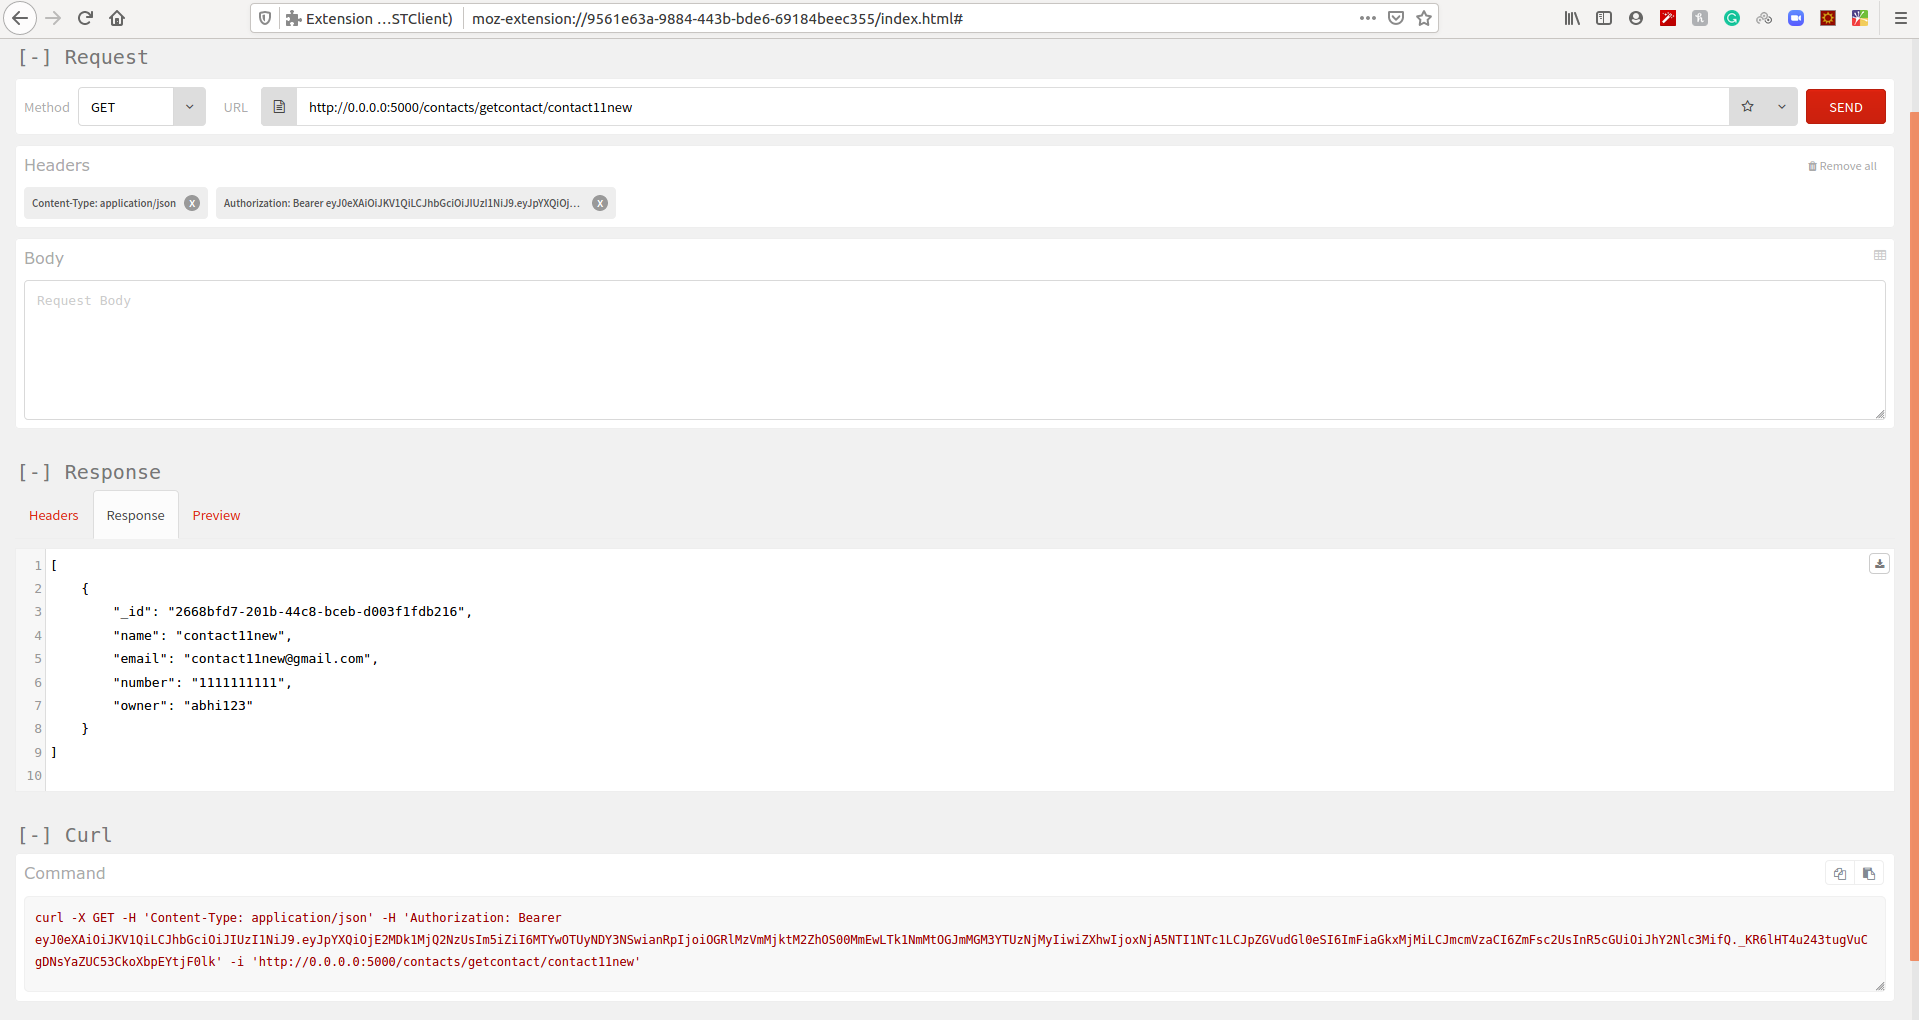 Extension ...STClient) moz-extension://9561e63a-9884-443b-bde6-69184beec355/index.html#
[-] Request
Method GET URL http://0.0.0.0:5000/contacts/getcontact/contact11new SEND
Headers Remove all
Content-Type: application/json X Authorization: Bearer eyJ0eXAiOiJKV1QiLCJhbGciOiJIUzI1NiJ9.eyJpYXQiOj... X
Body
Request Body
[-] Response
Headers Response Preview
1 [
2 {
3 "_id": "2668bfd7-201b-44c8-bceb-d003f1fdb216",
4 "name": "contact11new",
5 "email": "contact11new@gmail.com",
6 "number": "1111111111",
7 "owner": "abhi123"
8 }
9 ]
10
[-] Curl
Command
curl -X GET -H 'Content-Type: application/json' -H 'Authorization: Bearer
eyJ0eXAiOiJKV1QiLCJhbGciOiJIUzI1NiJ9.eyJpYXQiOjE2MDk1MjQ2NzUsIm5iZiI6MTYwOTUyNDY3NSwianRpIjoiOGRlMzVmMjktM2ZhOS00MmEwLTk1NmMtOGJmMGM3YTUzNjMyIiwiZXhwIjoxNjA5NTI1NTc1LCJpZGVudGl0eSI6ImFiaGkxMjMiLCJmcmVzaCI6ZmFsc2UsInR5cGUiOiJhY2Nlc3MifQ._KR6lHT4u243tugVuC
gDNsYaZUC53CkoXbpEYtjF0lk' -i 'http://0.0.0.0:5000/contacts/getcontact/contact11new'